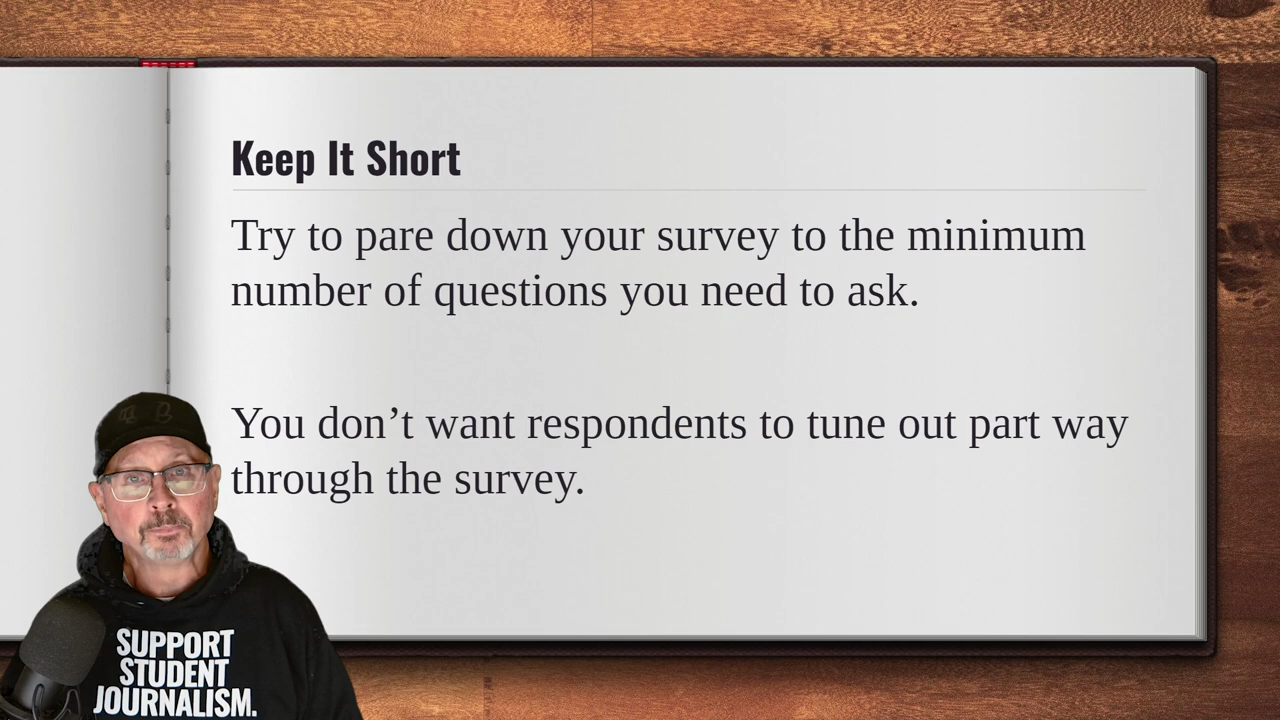 Keep It Short
Try to pare down your survey to the minimum
number of questions you need to ask.
You don’t want respondents to tune out part way
through the survey.
SUPPORT
STUDENT
JOURNALISM.